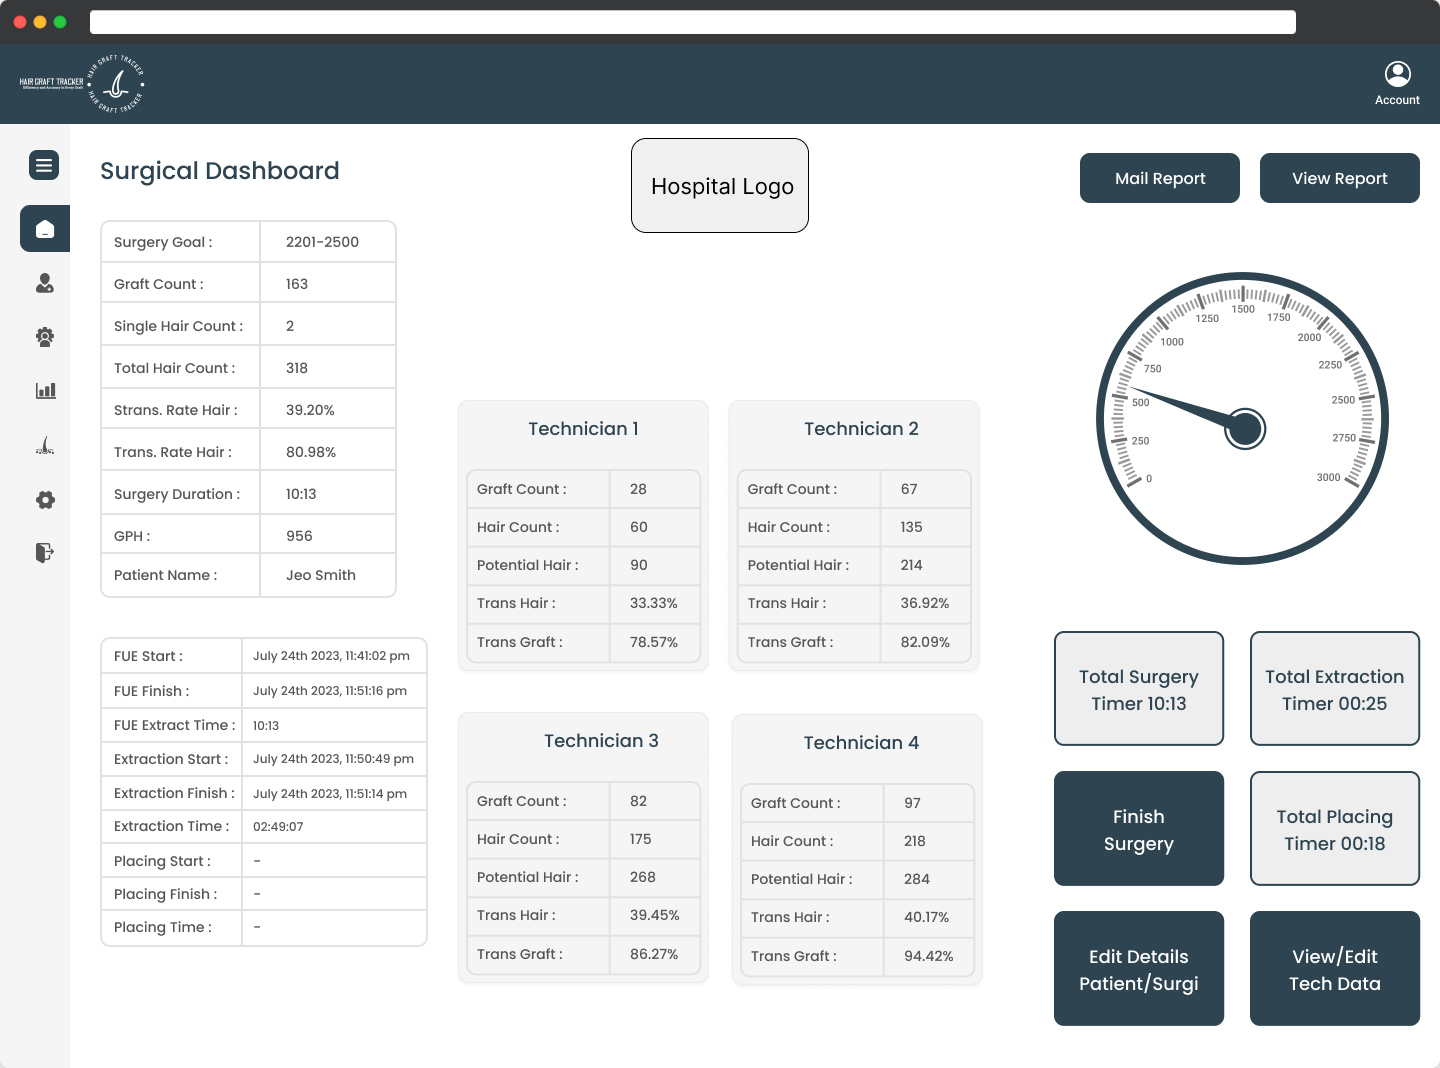 HAIR GRAFT TRACKER
Efficiency and Accuracy in Every Graft
HAIR GRAFT TRACKER
HAIR GRAFT TRACKER
Account
Surgical Dashboard
Hospital Logo
Mail Report
View Report
Surgery Goal : 2201-2500
Graft Count : 163
Single Hair Count : 2
Total Hair Count : 318
Strans. Rate Hair : 39.20%
Trans. Rate Hair : 80.98%
Surgery Duration : 10:13
GPH : 956
Patient Name : Jeo Smith
FUE Start : July 24th 2023, 11:41:02 pm
FUE Finish : July 24th 2023, 11:51:16 pm
FUE Extract Time : 10:13
Extraction Start : July 24th 2023, 11:50:49 pm
Extraction Finish : July 24th 2023, 11:51:14 pm
Extraction Time : 02:49:07
Placing Start : -
Placing Finish : -
Placing Time : -
Technician 1
Graft Count : 28
Hair Count : 60
Potential Hair : 90
Trans Hair : 33.33%
Trans Graft : 78.57%
Technician 2
Graft Count : 67
Hair Count : 135
Potential Hair : 214
Trans Hair : 36.92%
Trans Graft : 82.09%
Technician 3
Graft Count : 82
Hair Count : 175
Potential Hair : 268
Trans Hair : 39.45%
Trans Graft : 86.27%
Technician 4
Graft Count : 97
Hair Count : 218
Potential Hair : 284
Trans Hair : 40.17%
Trans Graft : 94.42%
0
250
500
750
1000
1250
1500
1750
2000
2250
2500
2750
3000
Total Surgery
Timer 10:13
Total Extraction
Timer 00:25
Finish
Surgery
Total Placing
Timer 00:18
Edit Details
Patient/Surgi
View/Edit
Tech Data